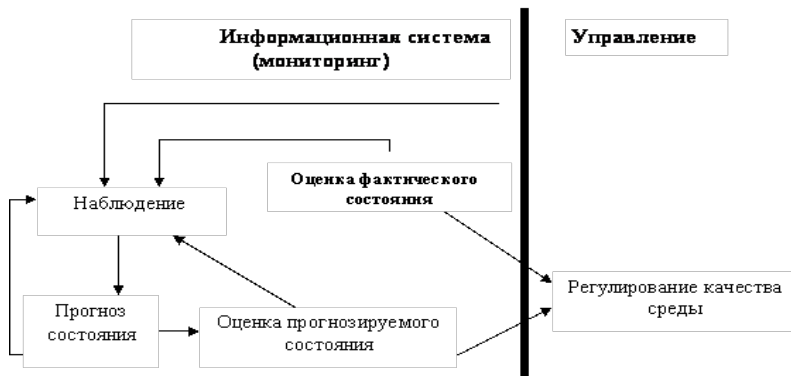 Информационная система
(мониторинг)
Управление
Оценка фактического
состояния
Наблюдение
Регулирование качества
среды
Прогноз
состояния
Оценка прогнозируемого
состояния